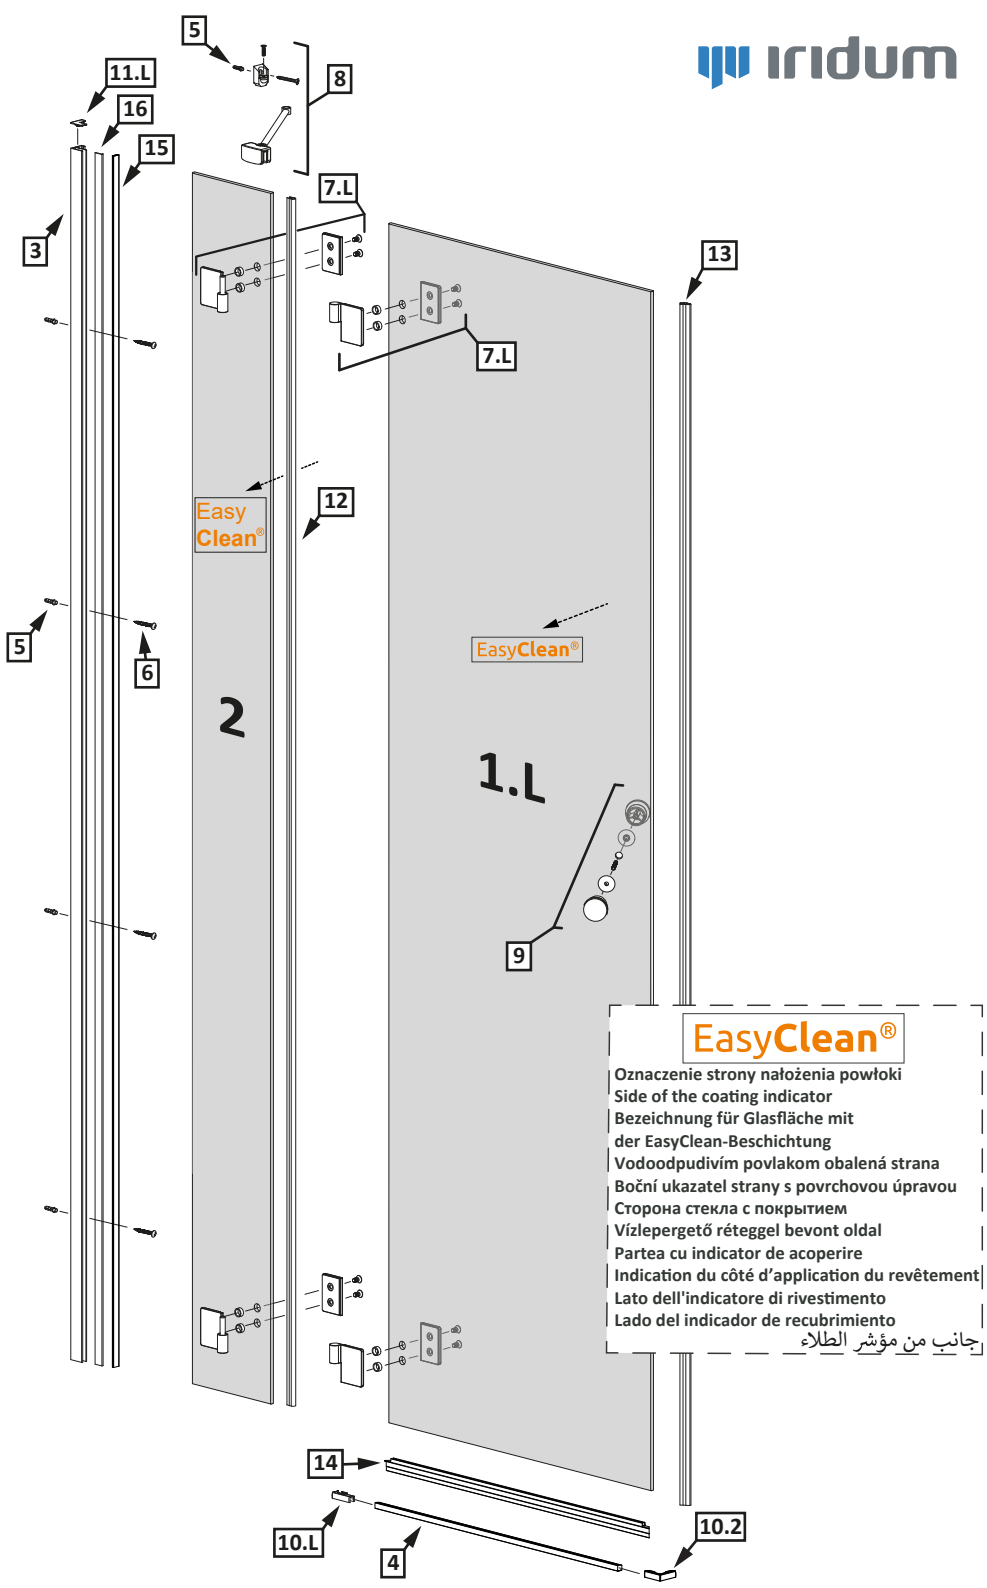 5
iridum
11.L
8
16
15
7.L
3
13
7.L
12
Easy
Clean®
5
6
EasyClean®
2
1.L
9
EasyClean®
Oznaczenie strony nałożenia powłoki
Side of the coating indicator
Bezeichnung für Glasfläche mit
der EasyClean-Beschichtung
Vodoodpudivím povlakom obalená strana
Boční ukazatel strany s povrchovou úpravou
Сторона стекла с покрытием
Vízlepergető réteggel bevont oldal
Partea cu indicator de acoperire
Indication du côté d’application du revêtement
Lato dell'indicatore di rivestimento
Lado del indicador de recubrimiento
جانب من مؤشر الطلاء
14
10.L
4
10.2